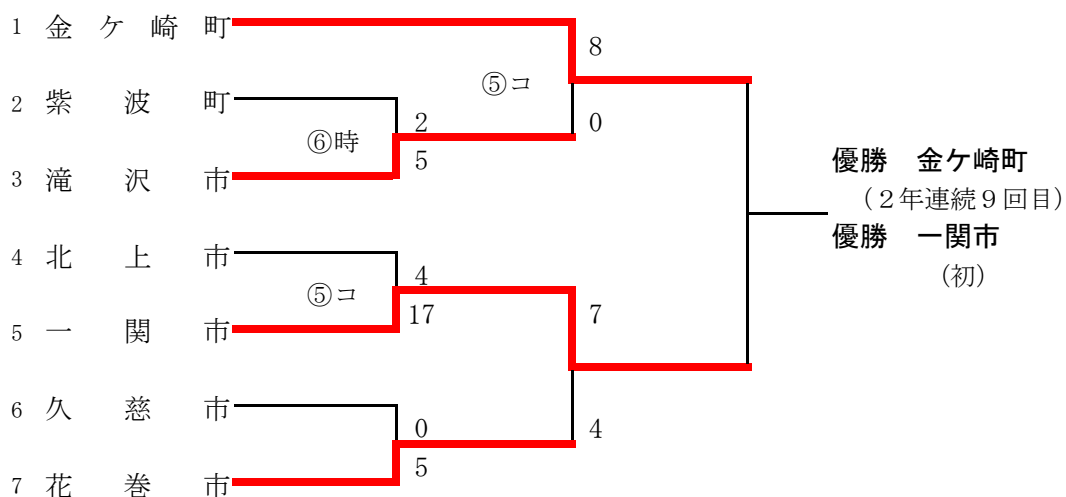 1 金ケ崎町
8
⑤コ
2 紫波町
2
0
⑥時
5
3 滝沢市
優勝 金ケ崎町
(2年連続9回目)
優勝 一関市
(初)
4 北上市
4
⑤コ
17
7
5 一関市
6 久慈市
0
4
5
7 花巻市